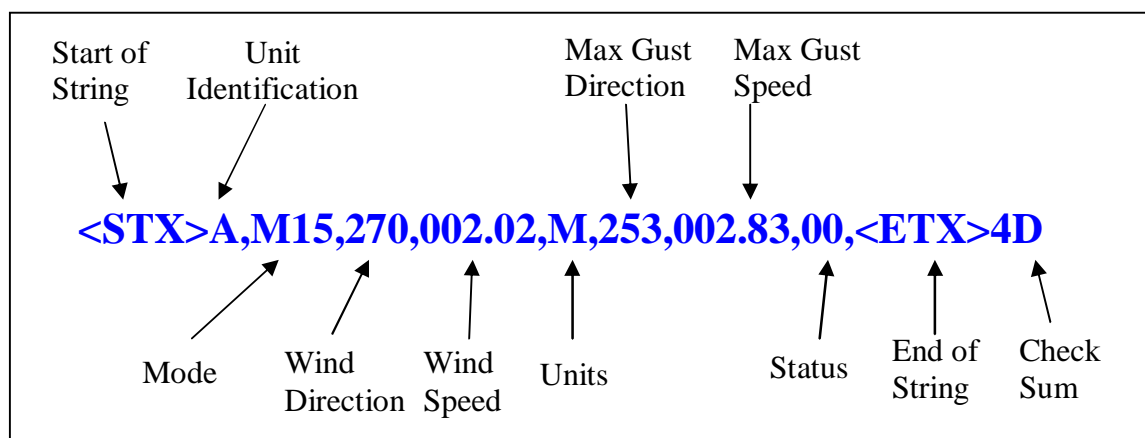 Start of
String
Unit
Identification
Max Gust
Direction
Max Gust
Speed
<STX>A,M15,270,002.02,M,253,002.83,00,<ETX>4D
Mode
Wind
Direction
Wind
Speed
Units
Status
End of
String
Check
Sum